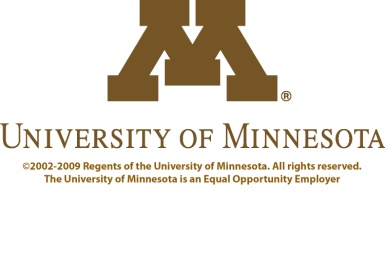 M®
UNIVERSITY OF MINNESOTA
©2002-2009 Regents of the University of Minnesota. All rights reserved.
The University of Minnesota is an Equal Opportunity Employer